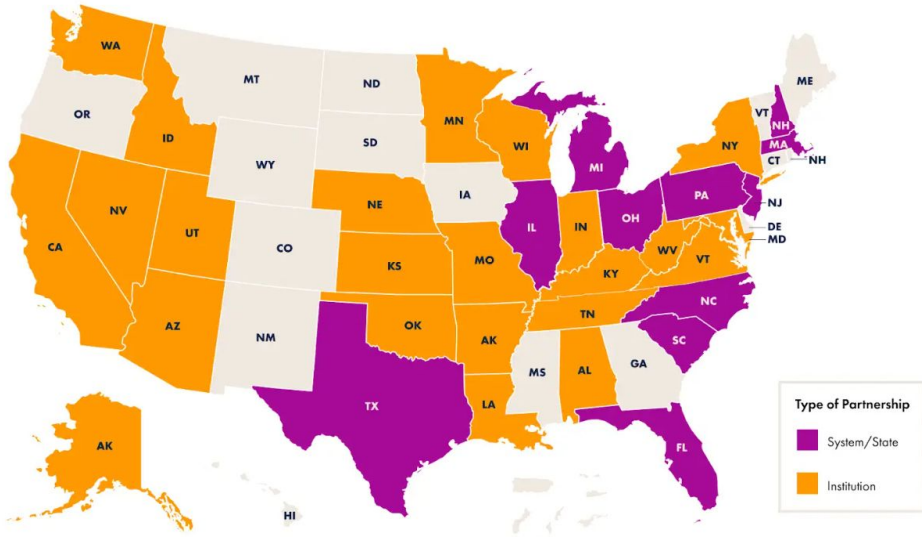 WA
MT
ND
MN
ME
VT
NH
OR
ID
WY
SD
WI
MI
NY
MA
CT
NH
NV
UT
CO
NE
IA
IL
IN
OH
PA
NJ
DE
MD
CA
KS
MO
KY
WV
VT
AZ
NM
OK
AK
TN
NC
SC
TX
LA
MS
AL
GA
FL
AK
HI
Type of Partnership
System/State
Institution